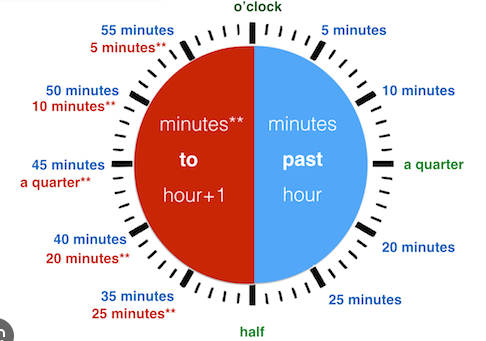 o'clock
55 minutes
5 minutes**
5 minutes
50 minutes
10 minutes**
10 minutes
minutes**
to
hour+1
minutes
past
hour
45 minutes
a quarter**
a quarter
40 minutes
20 minutes**
20 minutes
35 minutes
25 minutes**
25 minutes
half